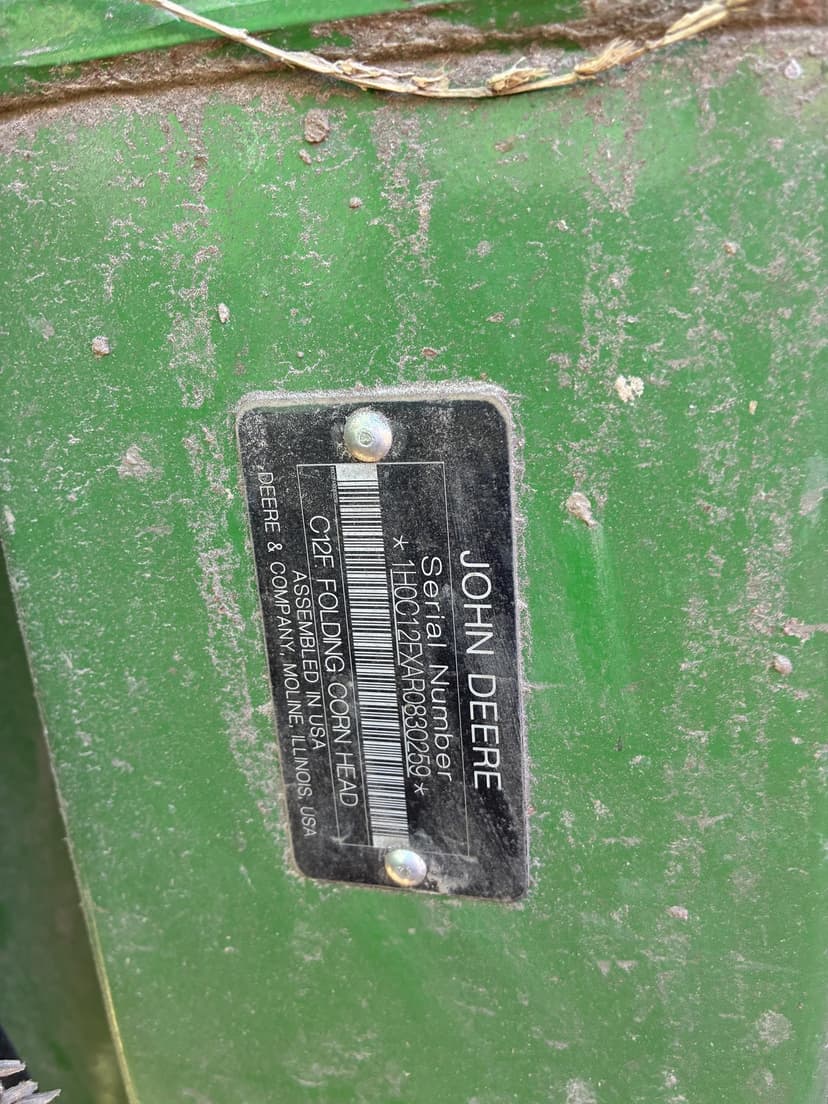 JOHN DEERE
Serial Number
* 1H0C12FXAR0830259 *
C12F FOLDING CORN HEAD
ASSEMBLED IN USA
DEERE & COMPANY, MOLINE, ILLINOIS, USA